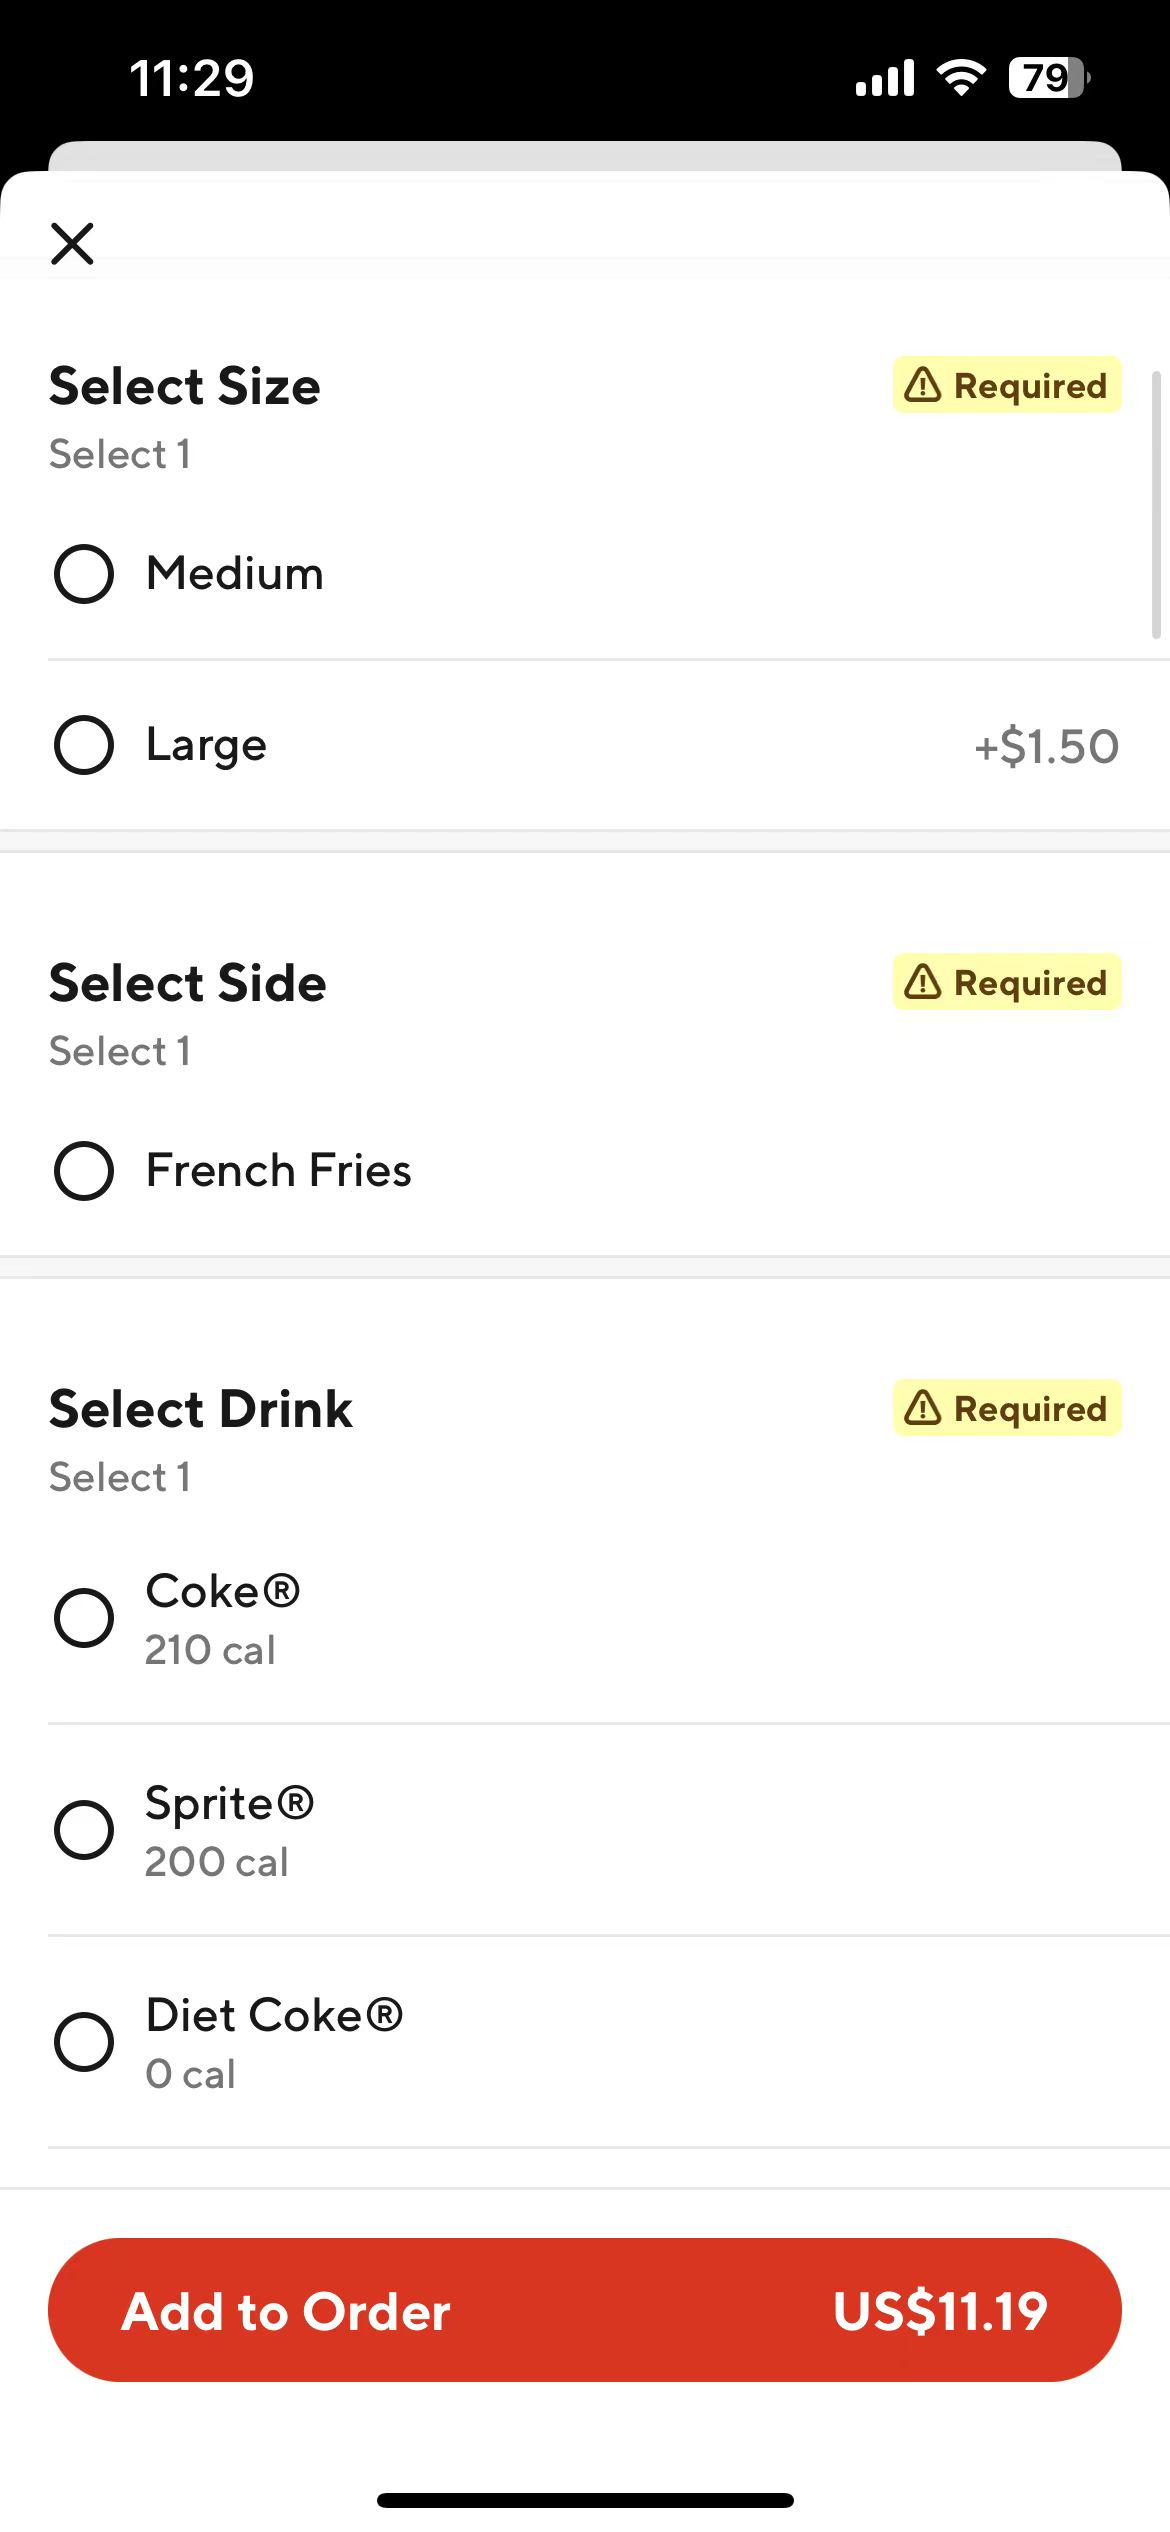 11:29
79
Select Size
Required
Select 1
Medium
Large
+$1.50
Select Side
Required
Select 1
French Fries
Select Drink
Required
Select 1
Coke®
210 cal
Sprite®
200 cal
Diet Coke®
0 cal
Add to Order
US$11.19